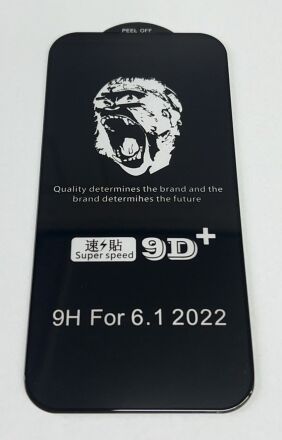 PEEL OFF
Quality determines the brand and the
brand determihes the future
速⚡貼 9D+
Super speed
9H For 6.1 2022